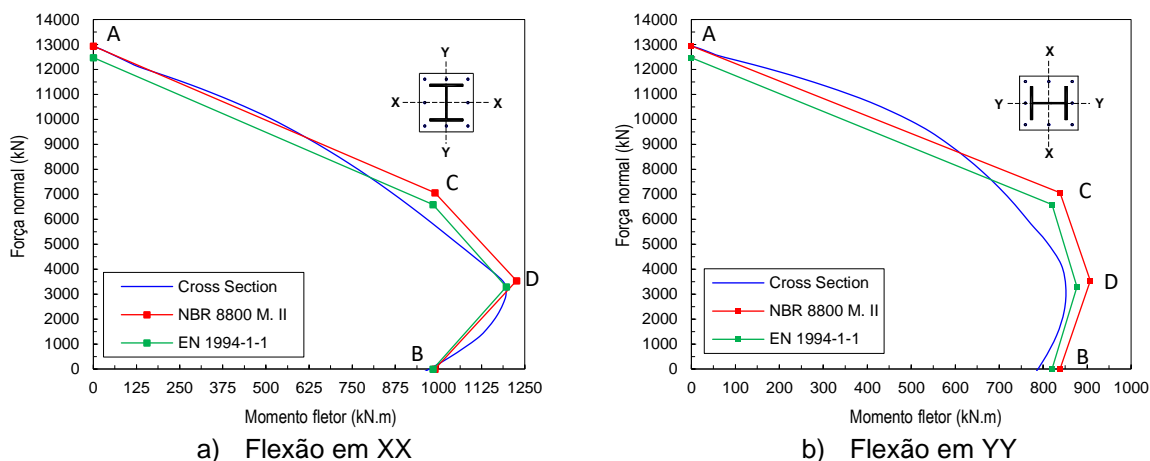 14000
13000
12000
11000
10000
9000
8000
7000
6000
5000
4000
3000
2000
1000
0
Força normal (kN)
A
Y
X X
Y
C
D
B
Cross Section
NBR 8800 M. II
EN 1994-1-1
0 125 250 375 500 625 750 875 1000 1125 1250
Momento fletor (kN.m)
a) Flexão em XX
14000
13000
12000
11000
10000
9000
8000
7000
6000
5000
4000
3000
2000
1000
0
Força normal (kN)
A
X
Y Y
X
C
D
B
Cross Section
NBR 8800 M. II
EN 1994-1-1
0 100 200 300 400 500 600 700 800 900 1000
Momento fletor (kN.m)
b) Flexão em YY